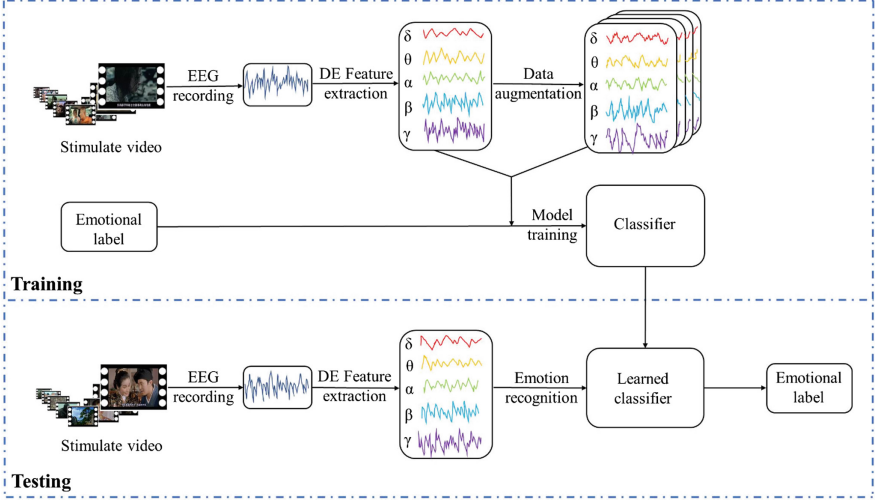 EEG
recording
DE Feature
extraction
δ
θ
α
β
γ
Data
augmentation
δ
θ
α
β
γ
Stimulate video
Emotional
label
Model
training
Classifier
Training
EEG
recording
DE Feature
extraction
δ
θ
α
β
γ
Emotion
recognition
Learned
classifier
Emotional
label
Stimulate video
Testing